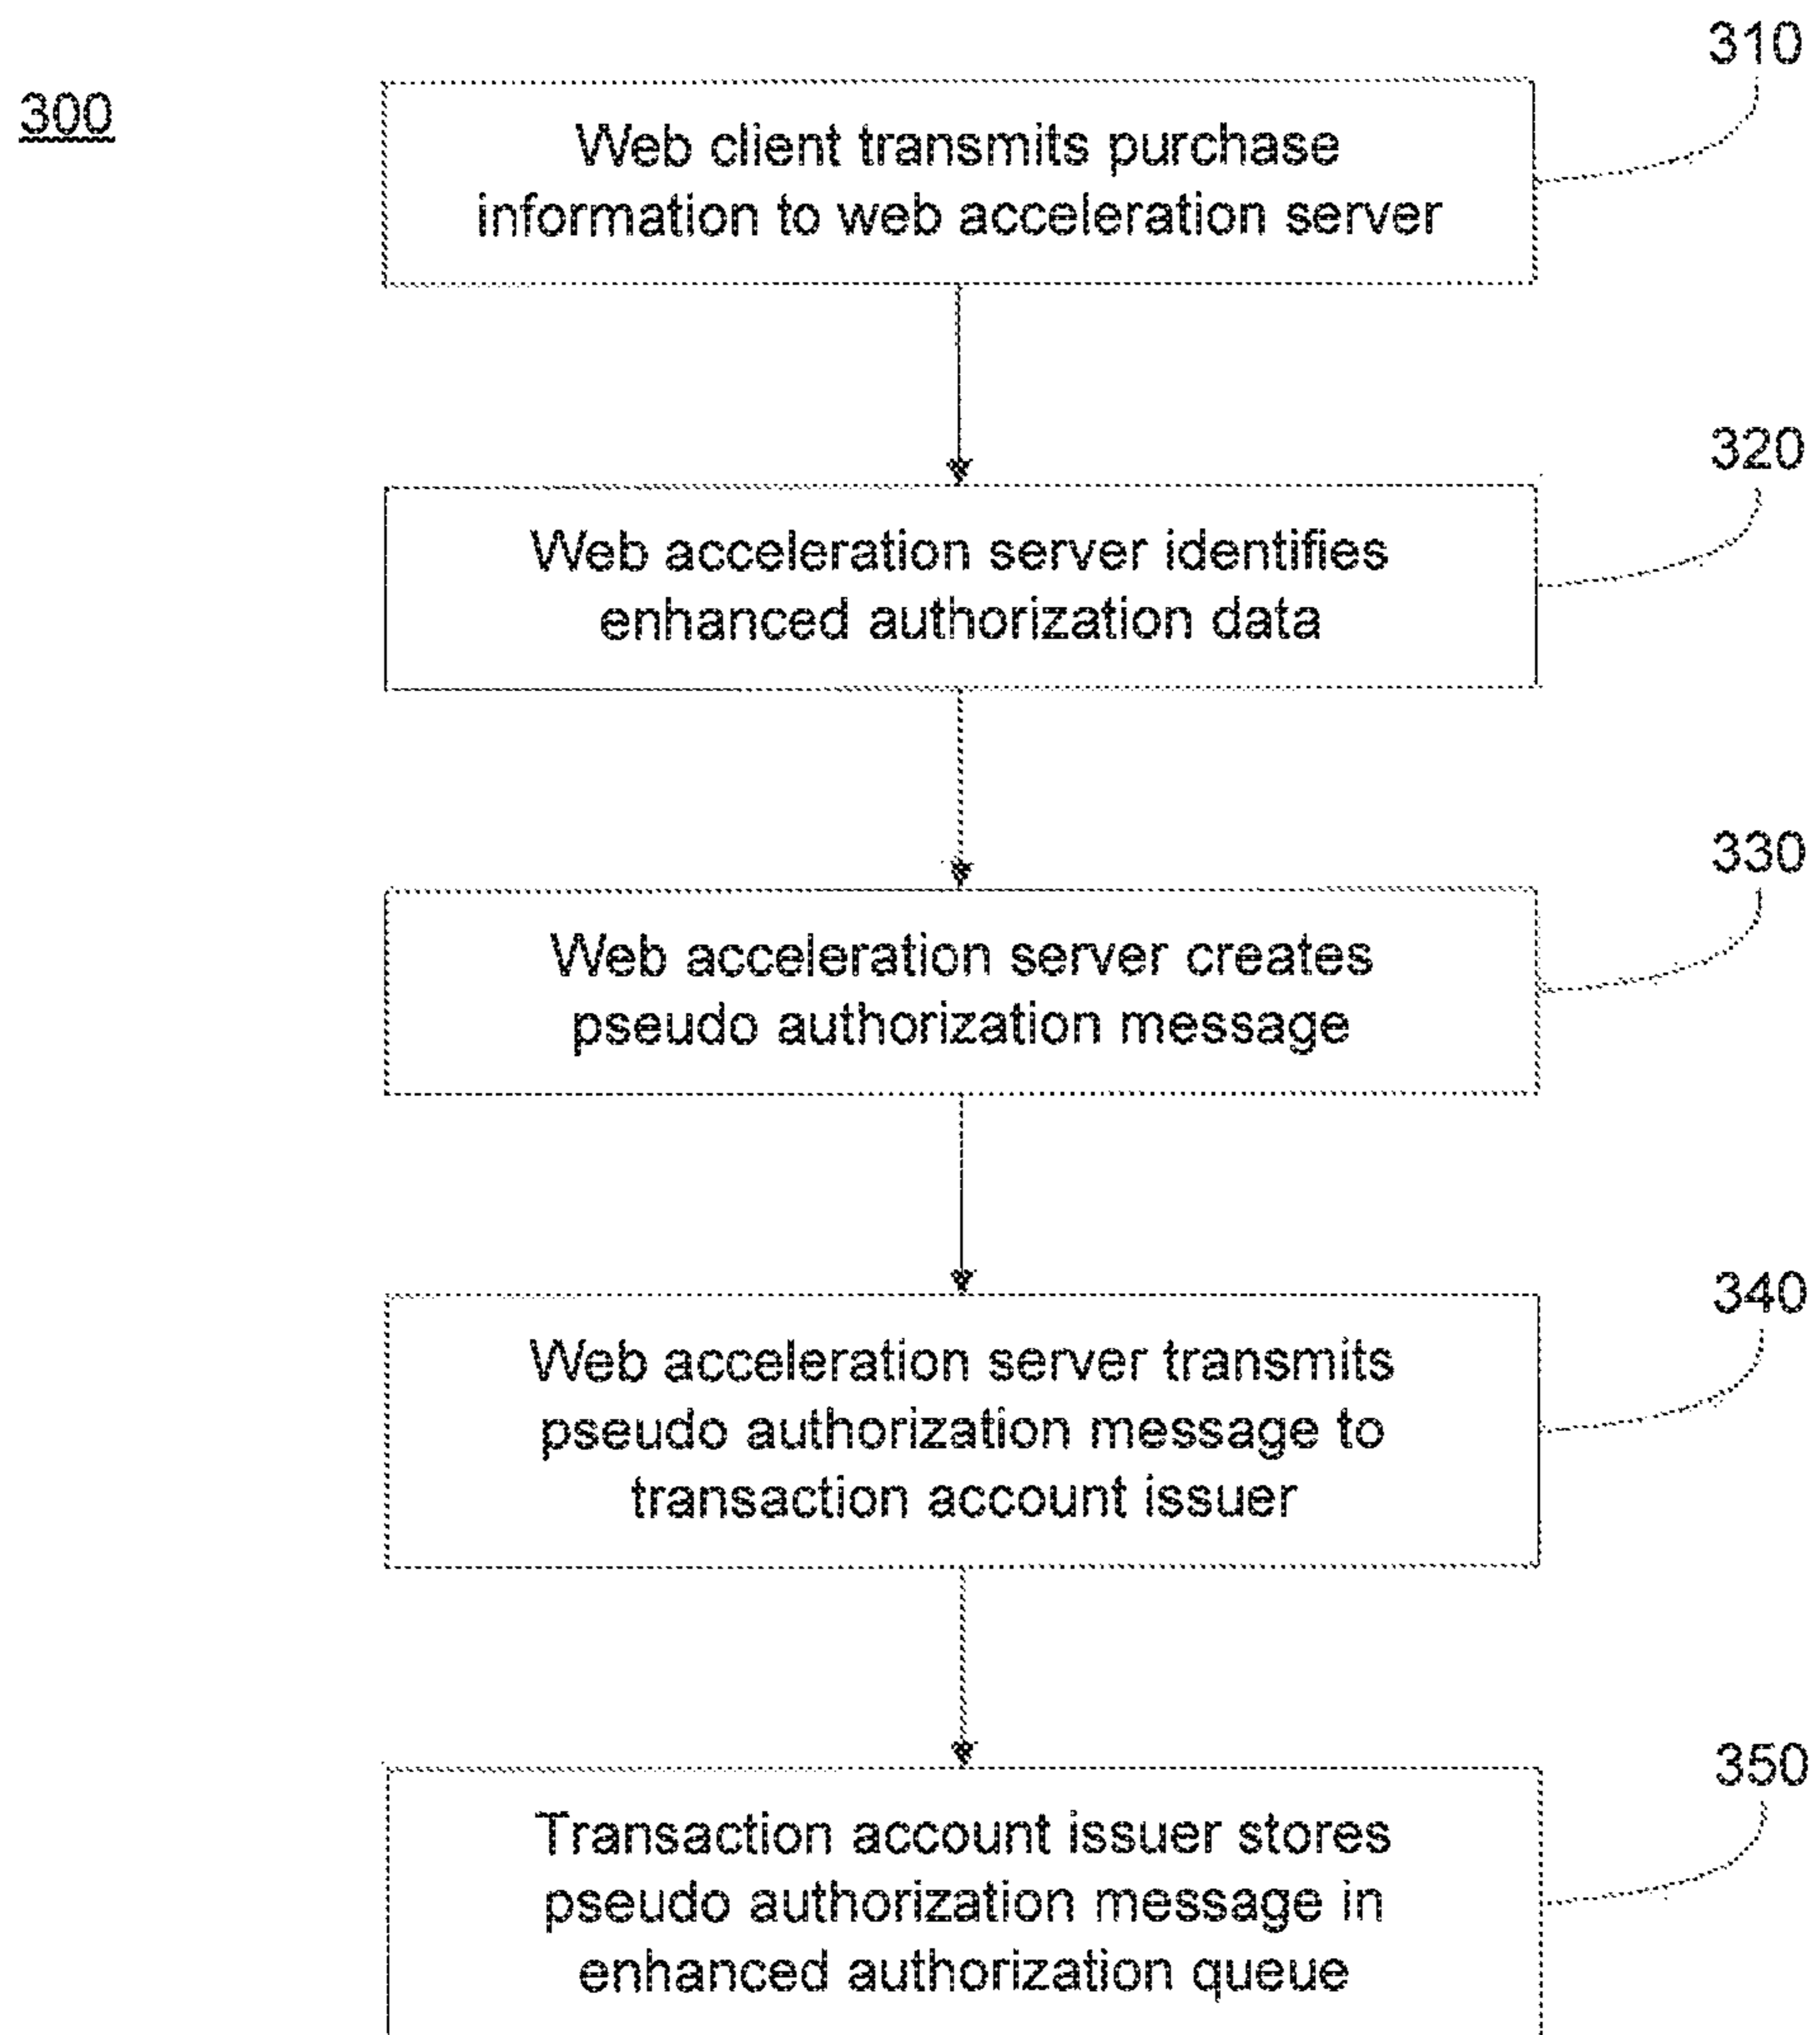 300
310
Web client transmits purchase
information to web acceleration server
320
Web acceleration server identifies
enhanced authorization data
330
Web acceleration server creates
pseudo authorization message
340
Web acceleration server transmits
pseudo authorization message to
transaction account issuer
350
Transaction account issuer stores
pseudo authorization message in
enhanced authorization queue